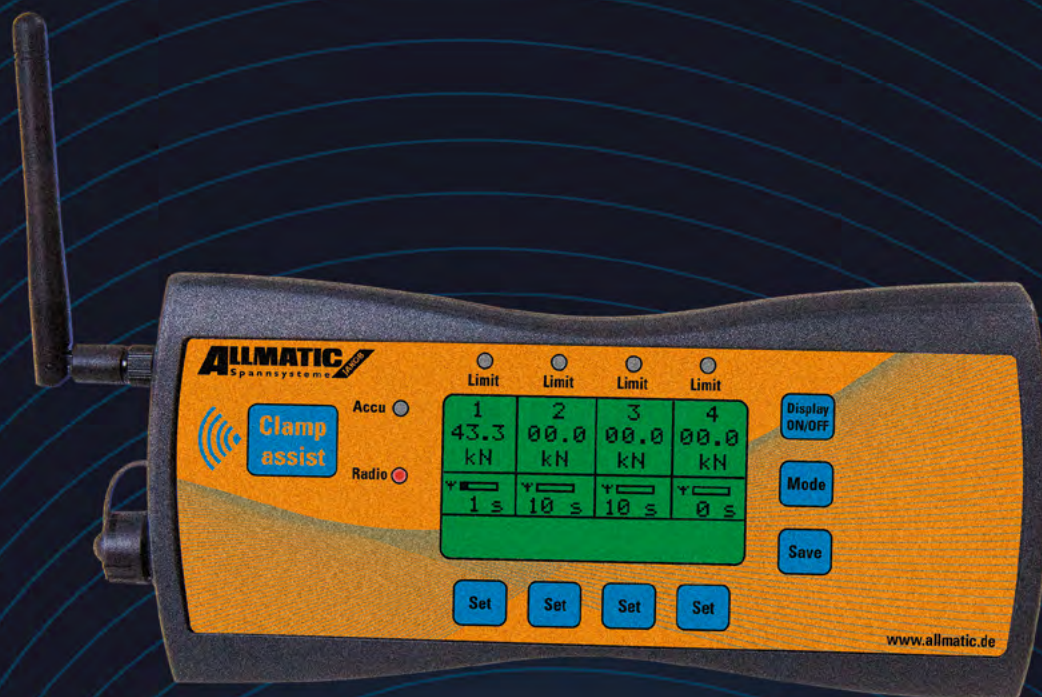 ALLMATIC JAKOB
Spannsysteme
Clamp
assist
Accu
Radio
Limit Limit Limit Limit
1 2 3 4
43.3 00.0 00.0 00.0
kN kN kN kN
1 s 10 s 10 s 0 s
Display
ON/OFF
Mode
Save
Set Set Set Set
www.allmatic.de